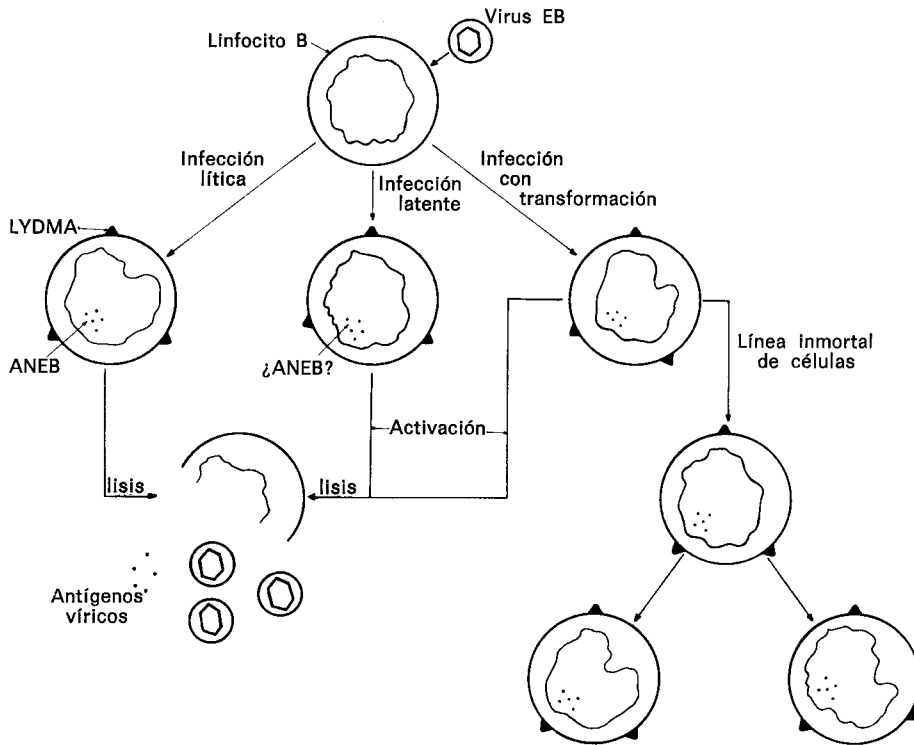 Virus EB
Linfocito B
Infección
lítica
Infección
latente
Infección
con
transformación
LYDMA
ANEB
¿ANEB?
Línea inmortal
de células
Activación
lisis
lisis
Antígenos
víricos